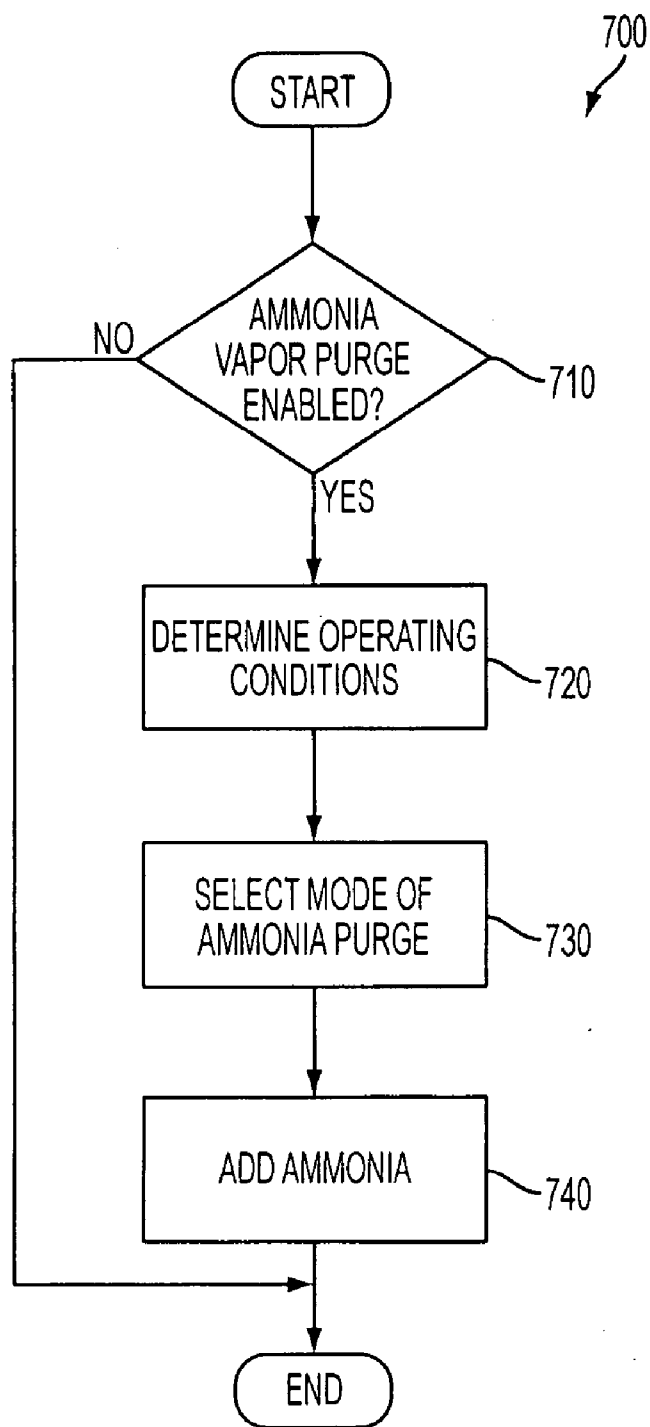 700
START
AMMONIA
VAPOR PURGE
ENABLED?
NO
710
YES
DETERMINE OPERATING
CONDITIONS
720
SELECT MODE OF
AMMONIA PURGE
730
ADD AMMONIA
740
END